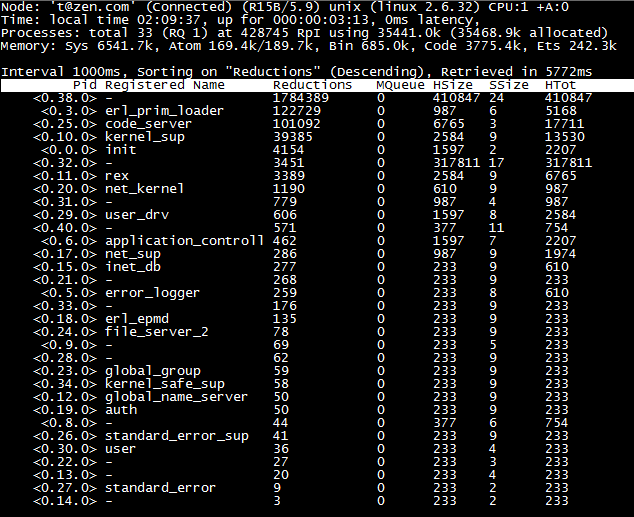 Node: 't@zen.com' (Connected) (R15B/5.9) unix (linux 2.6.32) CPU:1 +A:0
Time: local time 02:09:37, up for 000:00:03:13, 0ms latency,
Processes: total 33 (RQ 1) at 428745 RpI using 35441.0k (35468.9k allocated)
Memory: Sys 6541.7k, Atom 169.4k/189.7k, Bin 685.0k, Code 3775.4k, Ets 242.3k
Interval 1000ms, Sorting on "Reductions" (Descending), Retrieved in 5772ms
Pid Registered Name Reductions MQueue HSize SSize HTot
<0.38.0> - 1784389 0 410847 24 410847
<0.3.0> erl_prim_loader 122729 0 987 6 5168
<0.25.0> code_server 101092 0 6765 3 17711
<0.10.0> kernel_sup 39385 0 2584 9 13530
<0.0.0> init 4154 0 1597 2 2207
<0.32.0> - 3451 0 317811 17 317811
<0.11.0> rex 3389 0 2584 9 6765
<0.20.0> net_kernel 1190 0 610 9 987
<0.31.0> - 779 0 987 4 987
<0.29.0> user_drv 606 0 1597 8 2584
<0.40.0> - 571 0 377 11 754
<0.6.0> application_controll 462 0 1597 7 2207
<0.17.0> net_sup 286 0 987 9 1974
<0.15.0> inet_db 277 0 233 9 610
<0.21.0> - 268 0 233 9 233
<0.5.0> error_logger 259 0 233 8 610
<0.33.0> - 176 0 233 9 233
<0.18.0> erl_epmd 135 0 233 9 233
<0.24.0> file_server_2 78 0 233 9 233
<0.9.0> - 69 0 233 5 233
<0.28.0> - 62 0 233 9 233
<0.23.0> global_group 59 0 233 9 233
<0.34.0> kernel_safe_sup 58 0 233 9 233
<0.12.0> global_name_server 50 0 233 9 233
<0.19.0> auth 50 0 233 9 233
<0.8.0> - 44 0 377 6 754
<0.26.0> standard_error_sup 41 0 233 9 233
<0.30.0> user 36 0 233 4 233
<0.22.0> - 27 0 233 3 233
<0.13.0> - 20 0 233 4 233
<0.27.0> standard_error 9 0 233 2 233
<0.14.0> - 3 0 233 2 233